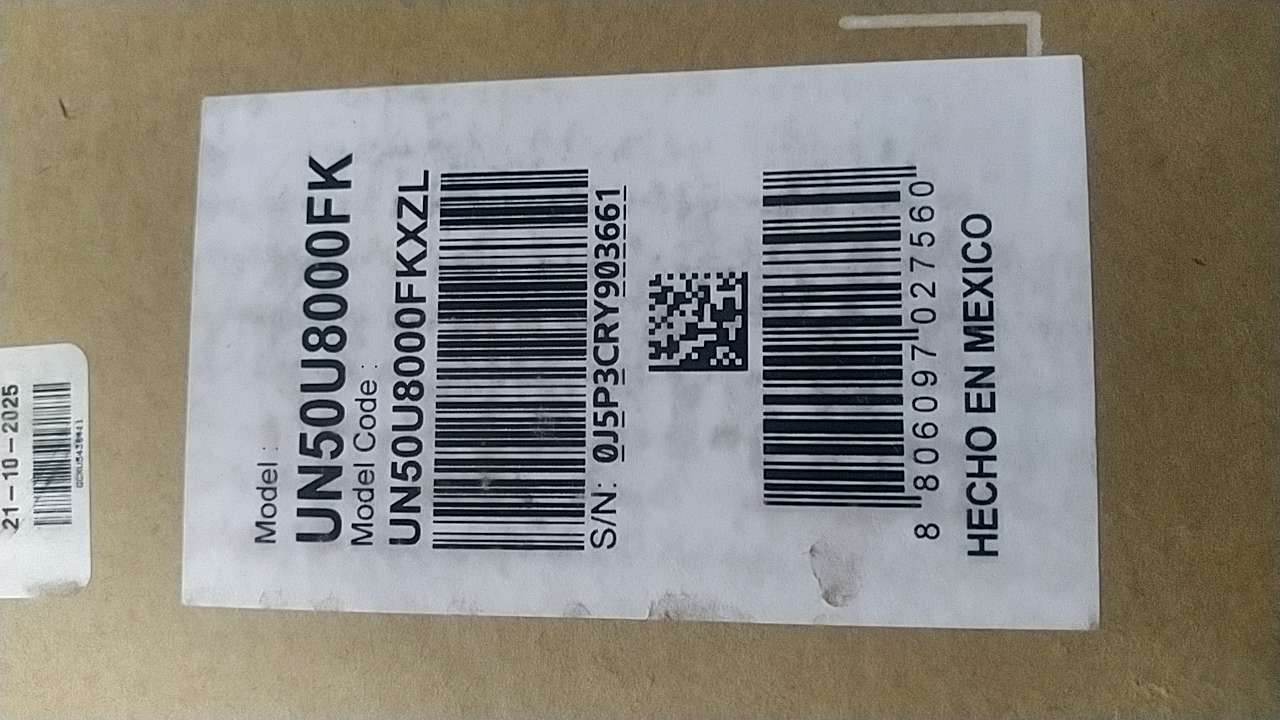 21-10-2025
Model :
UN50U8000FK
Model Code :
UN50U8000FKXZL
S/N: 0J5P3CRY903661
8 806097 027560
HECHO EN MEXICO